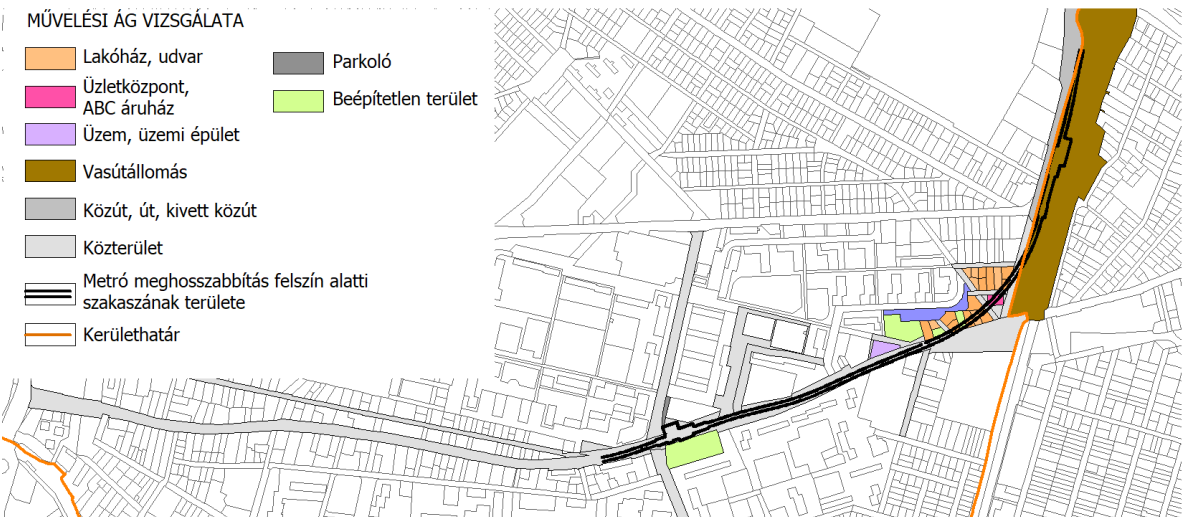 MŰVELÉSI ÁG VIZSGÁLATA
Lakóház, udvar
Üzletközpont,
ABC áruház
Üzem, üzemi épület
Vasútállomás
Közút, út, kivett közút
Közterület
Metró meghosszabbítás felszín alatti
szakaszának területe
Kerülethatár
Parkoló
Beépítetlen terület